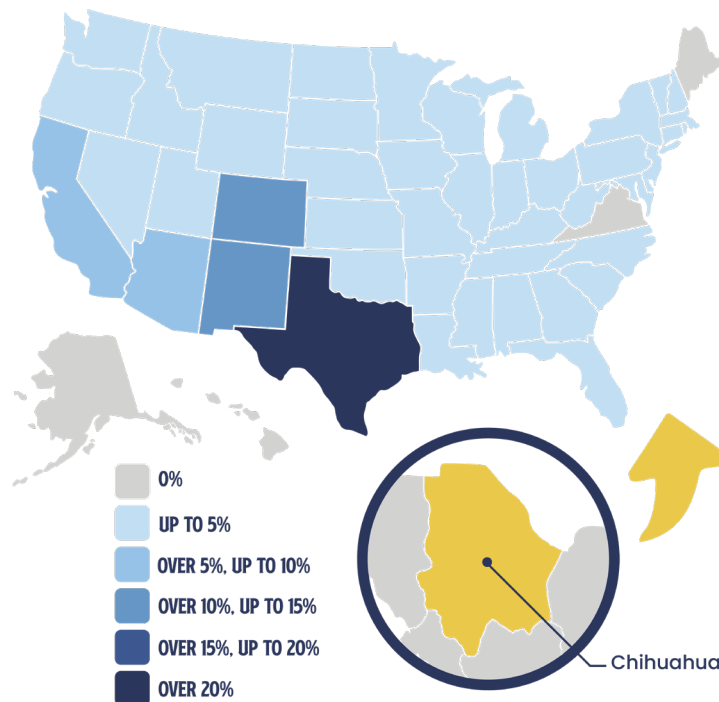 0%
UP TO 5%
OVER 5%, UP TO 10%
OVER 10%, UP TO 15%
OVER 15%, UP TO 20%
OVER 20%
Chihuahua